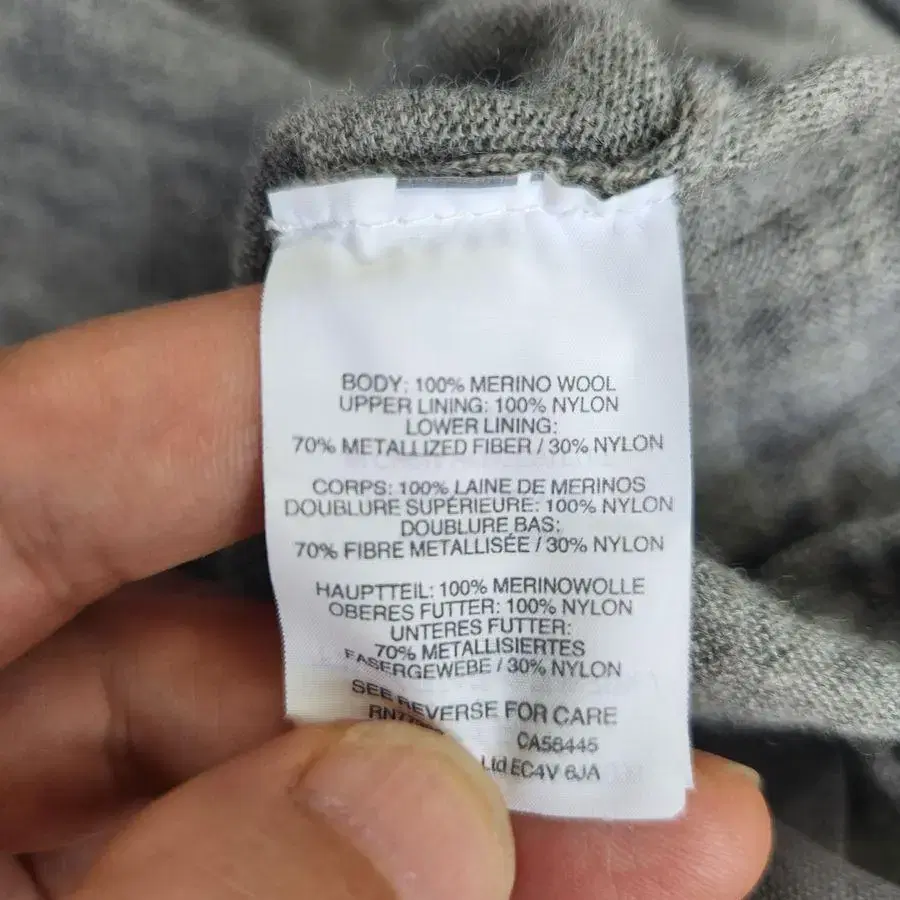 BODY: 100% MERINO WOOL
UPPER LINING: 100% NYLON
LOWER LINING:
70% METALLIZED FIBER / 30% NYLON
CORPS: 100% LAINE DE MERINOS
DOUBLURE SUPÉRIEURE: 100% NYLON
DOUBLURE BAS:
70% FIBRE METALLISÉE / 30% NYLON
HAUPTTEIL: 100% MERINOWOLLE
OBERES FUTTER: 100% NYLON
UNTERES FUTTER:
70% METALLISIERTES
FASERGEWEBE / 30% NYLON
SEE REVERSE FOR CARE
CA56445
Ltd EC4V 6JA